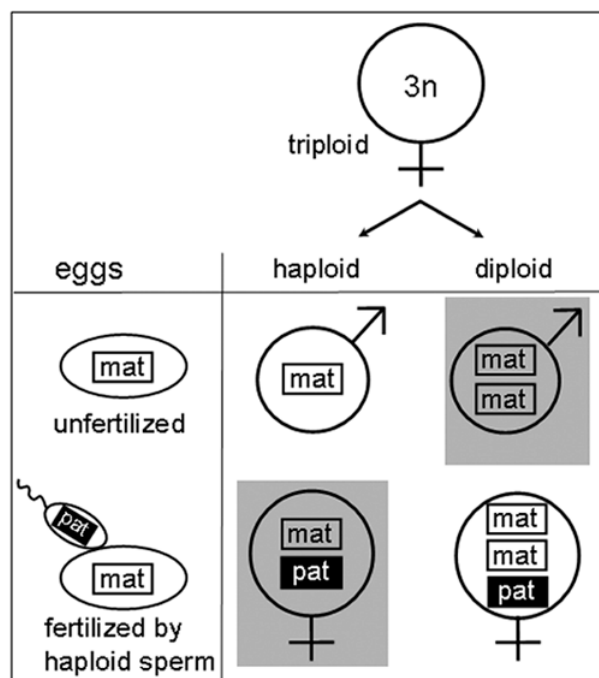 3n
triploid
eggs haploid diploid
mat mat mat
mat
unfertilized
pat
mat
mat
pat
mat
mat
pat
fertilized by
haploid sperm